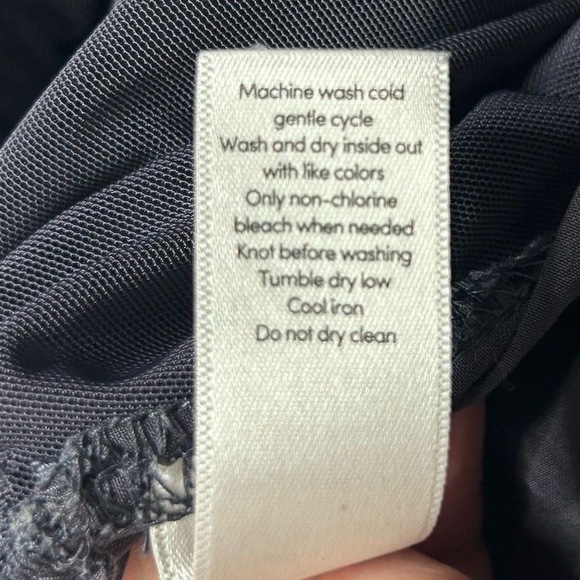 Machine wash cold
gentle cycle
Wash and dry inside out
with like colors
Only non-chlorine
bleach when needed
Knot before washing
Tumble dry low
Cool iron
Do not dry clean